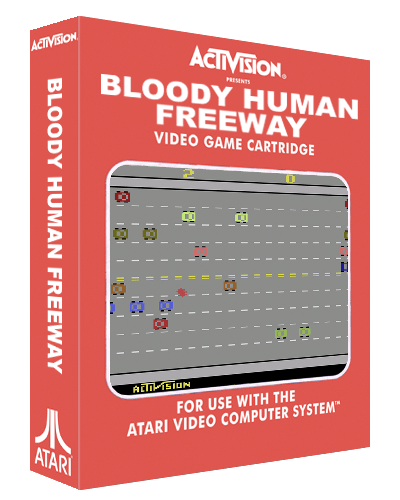 ACTIVISION®
PRESENTS
BLOODY HUMAN
FREEWAY
VIDEO GAME CARTRIDGE
2 0
ACTIVISION
FOR USE WITH THE
ATARI VIDEO COMPUTER SYSTEM™
ACTIVISION®
BLOODY HUMAN FREEWAY
ATARI